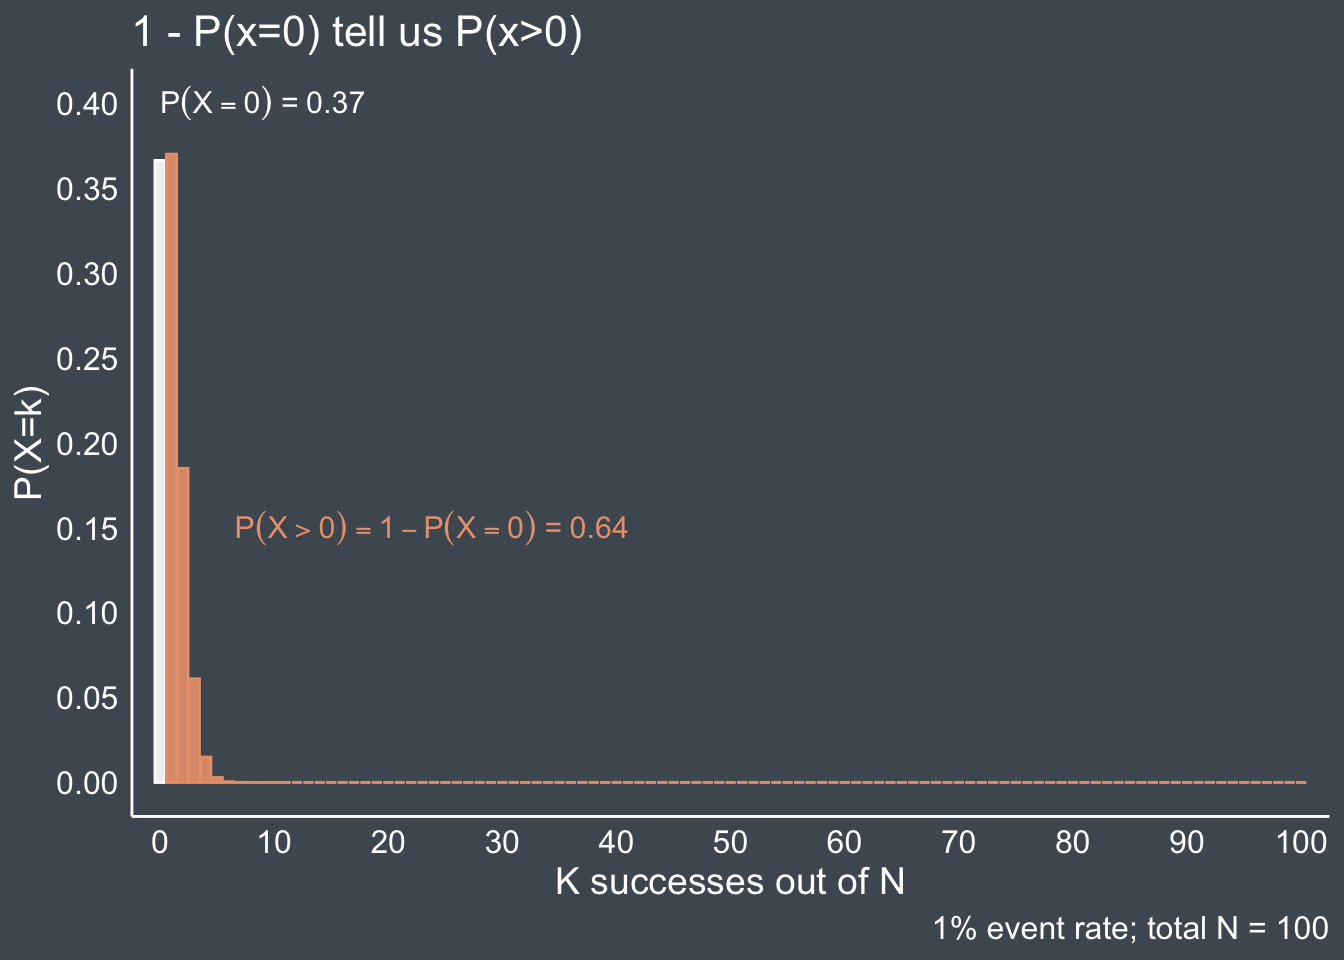 1 - P(x=0) tell us P(x>0)
P(X = 0) = 0.37
P(X > 0) = 1 – P(X = 0) = 0.64
P(X=k)
0.40
0.35
0.30
0.25
0.20
0.15
0.10
0.05
0.00
0 10 20 30 40 50 60 70 80 90 100
K successes out of N
1% event rate; total N = 100